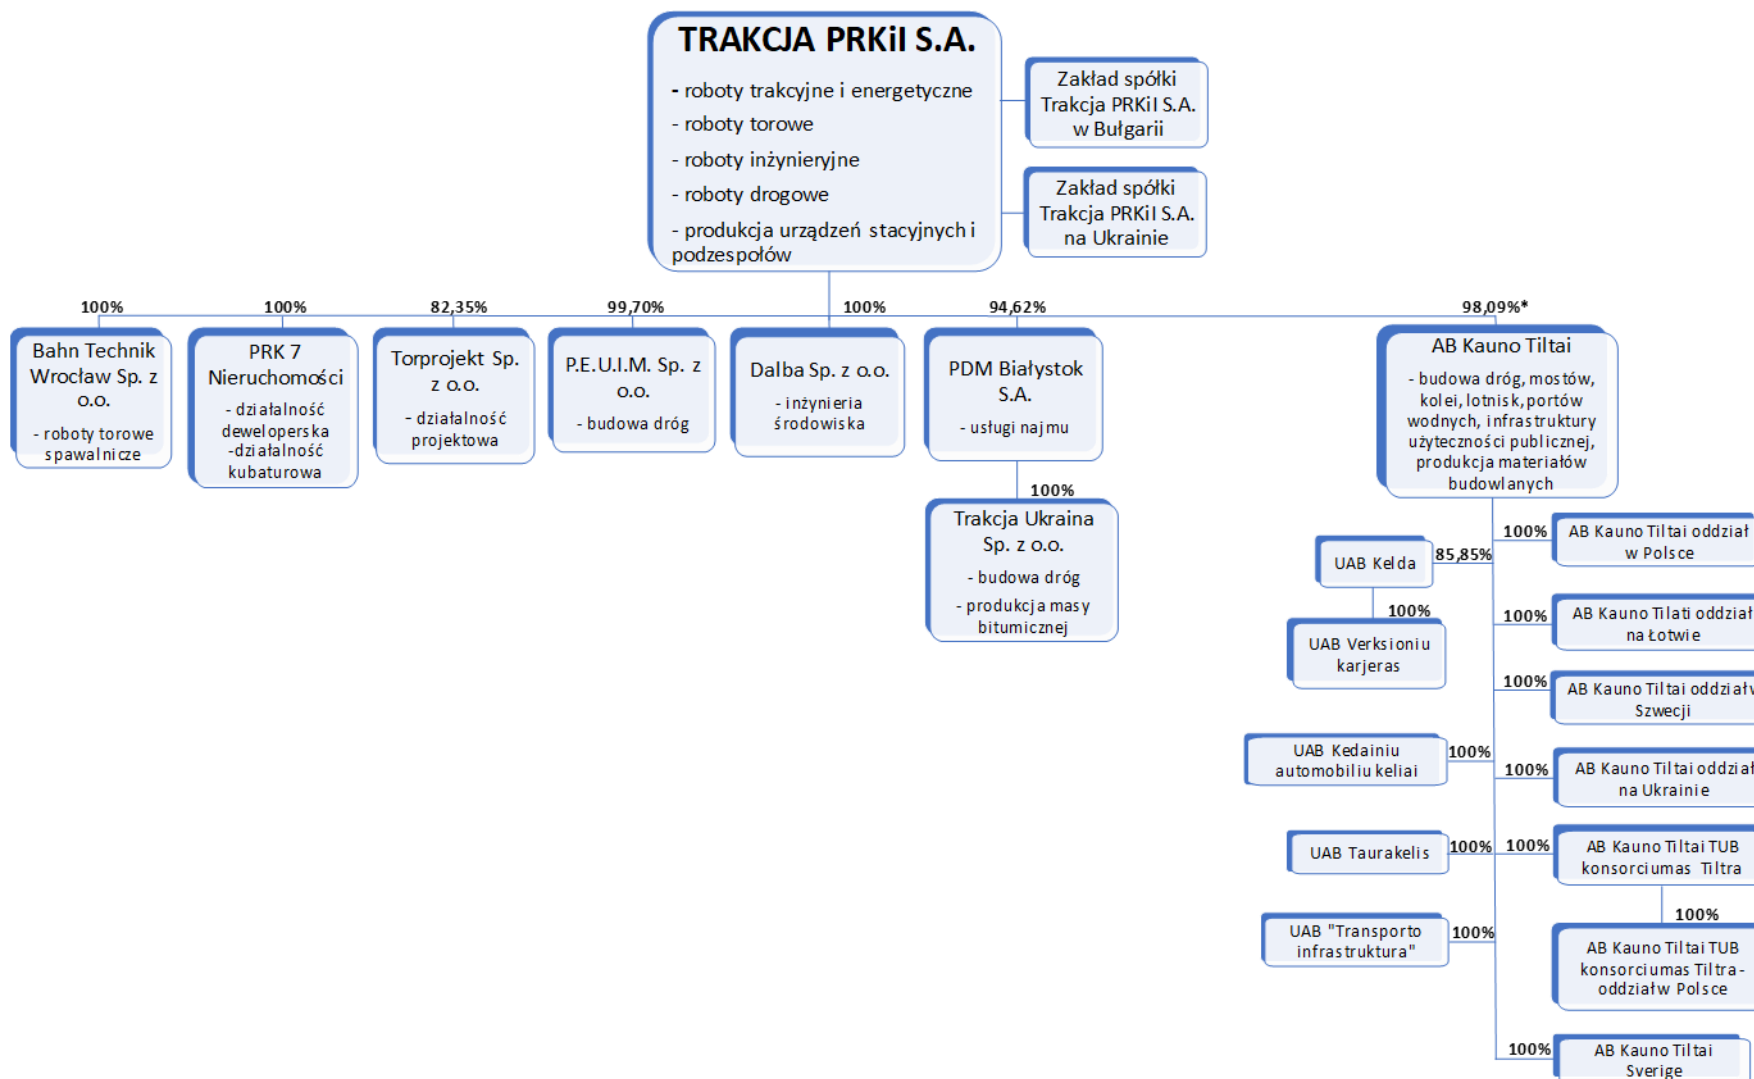 TRAKCJA PRKiI S.A.
- roboty trakcyjne i energetyczne
- roboty torowe
- roboty inżynieryjne
- roboty drogowe
- produkcja urządzeń stacyjnych i
podzespołów
Zakład spółki
Trakcja PRKiI S.A.
w Bułgarii
Zakład spółki
Trakcja PRKiI S.A.
na Ukrainie
100%
Bahn Technik
Wrocław Sp. z
o.o.
- roboty torowe
spawalnicze
100%
PRK 7
Nieruchomości
- działalność
deweloperska
-działalność
kubaturowa
82,35%
Torprojekt Sp.
z o.o.
- działalność
projektowa
99,70%
P.E.U.I.M. Sp. z
o.o.
- budowa dróg
100%
Dalba Sp. z o.o.
- inżynieria
środowiska
94,62%
PDM Białystok
S.A.
- usługi najmu
100%
Trakcja Ukraina
Sp. z o.o.
- budowa dróg
- produkcja masy
bitumicznej
98,09%*
AB Kauno Tiltai
- budowa dróg, mostów,
kolei, lotnisk, portów
wodnych, infrastruktury
użyteczności publicznej,
produkcja materiałów
budowlanych
85,85%
UAB Kelda
100%
UAB Verksioniu
karjeras
100%
UAB Kedainiu
automobiliu keliai
100%
UAB Taurakelis
100%
UAB "Transporto
infrastruktura"
100%
AB Kauno Tiltai oddział
w Polsce
100%
AB Kauno Tilati oddział
na Łotwie
100%
AB Kauno Tiltai oddział w
Szwecji
100%
AB Kauno Tiltai oddział
na Ukrainie
100%
AB Kauno Tiltai TUB
konsorciumas Tiltra
100%
AB Kauno Tiltai TUB
konsorciumas Tiltra-
oddział w Polsce
100%
AB Kauno Tiltai
Sverige